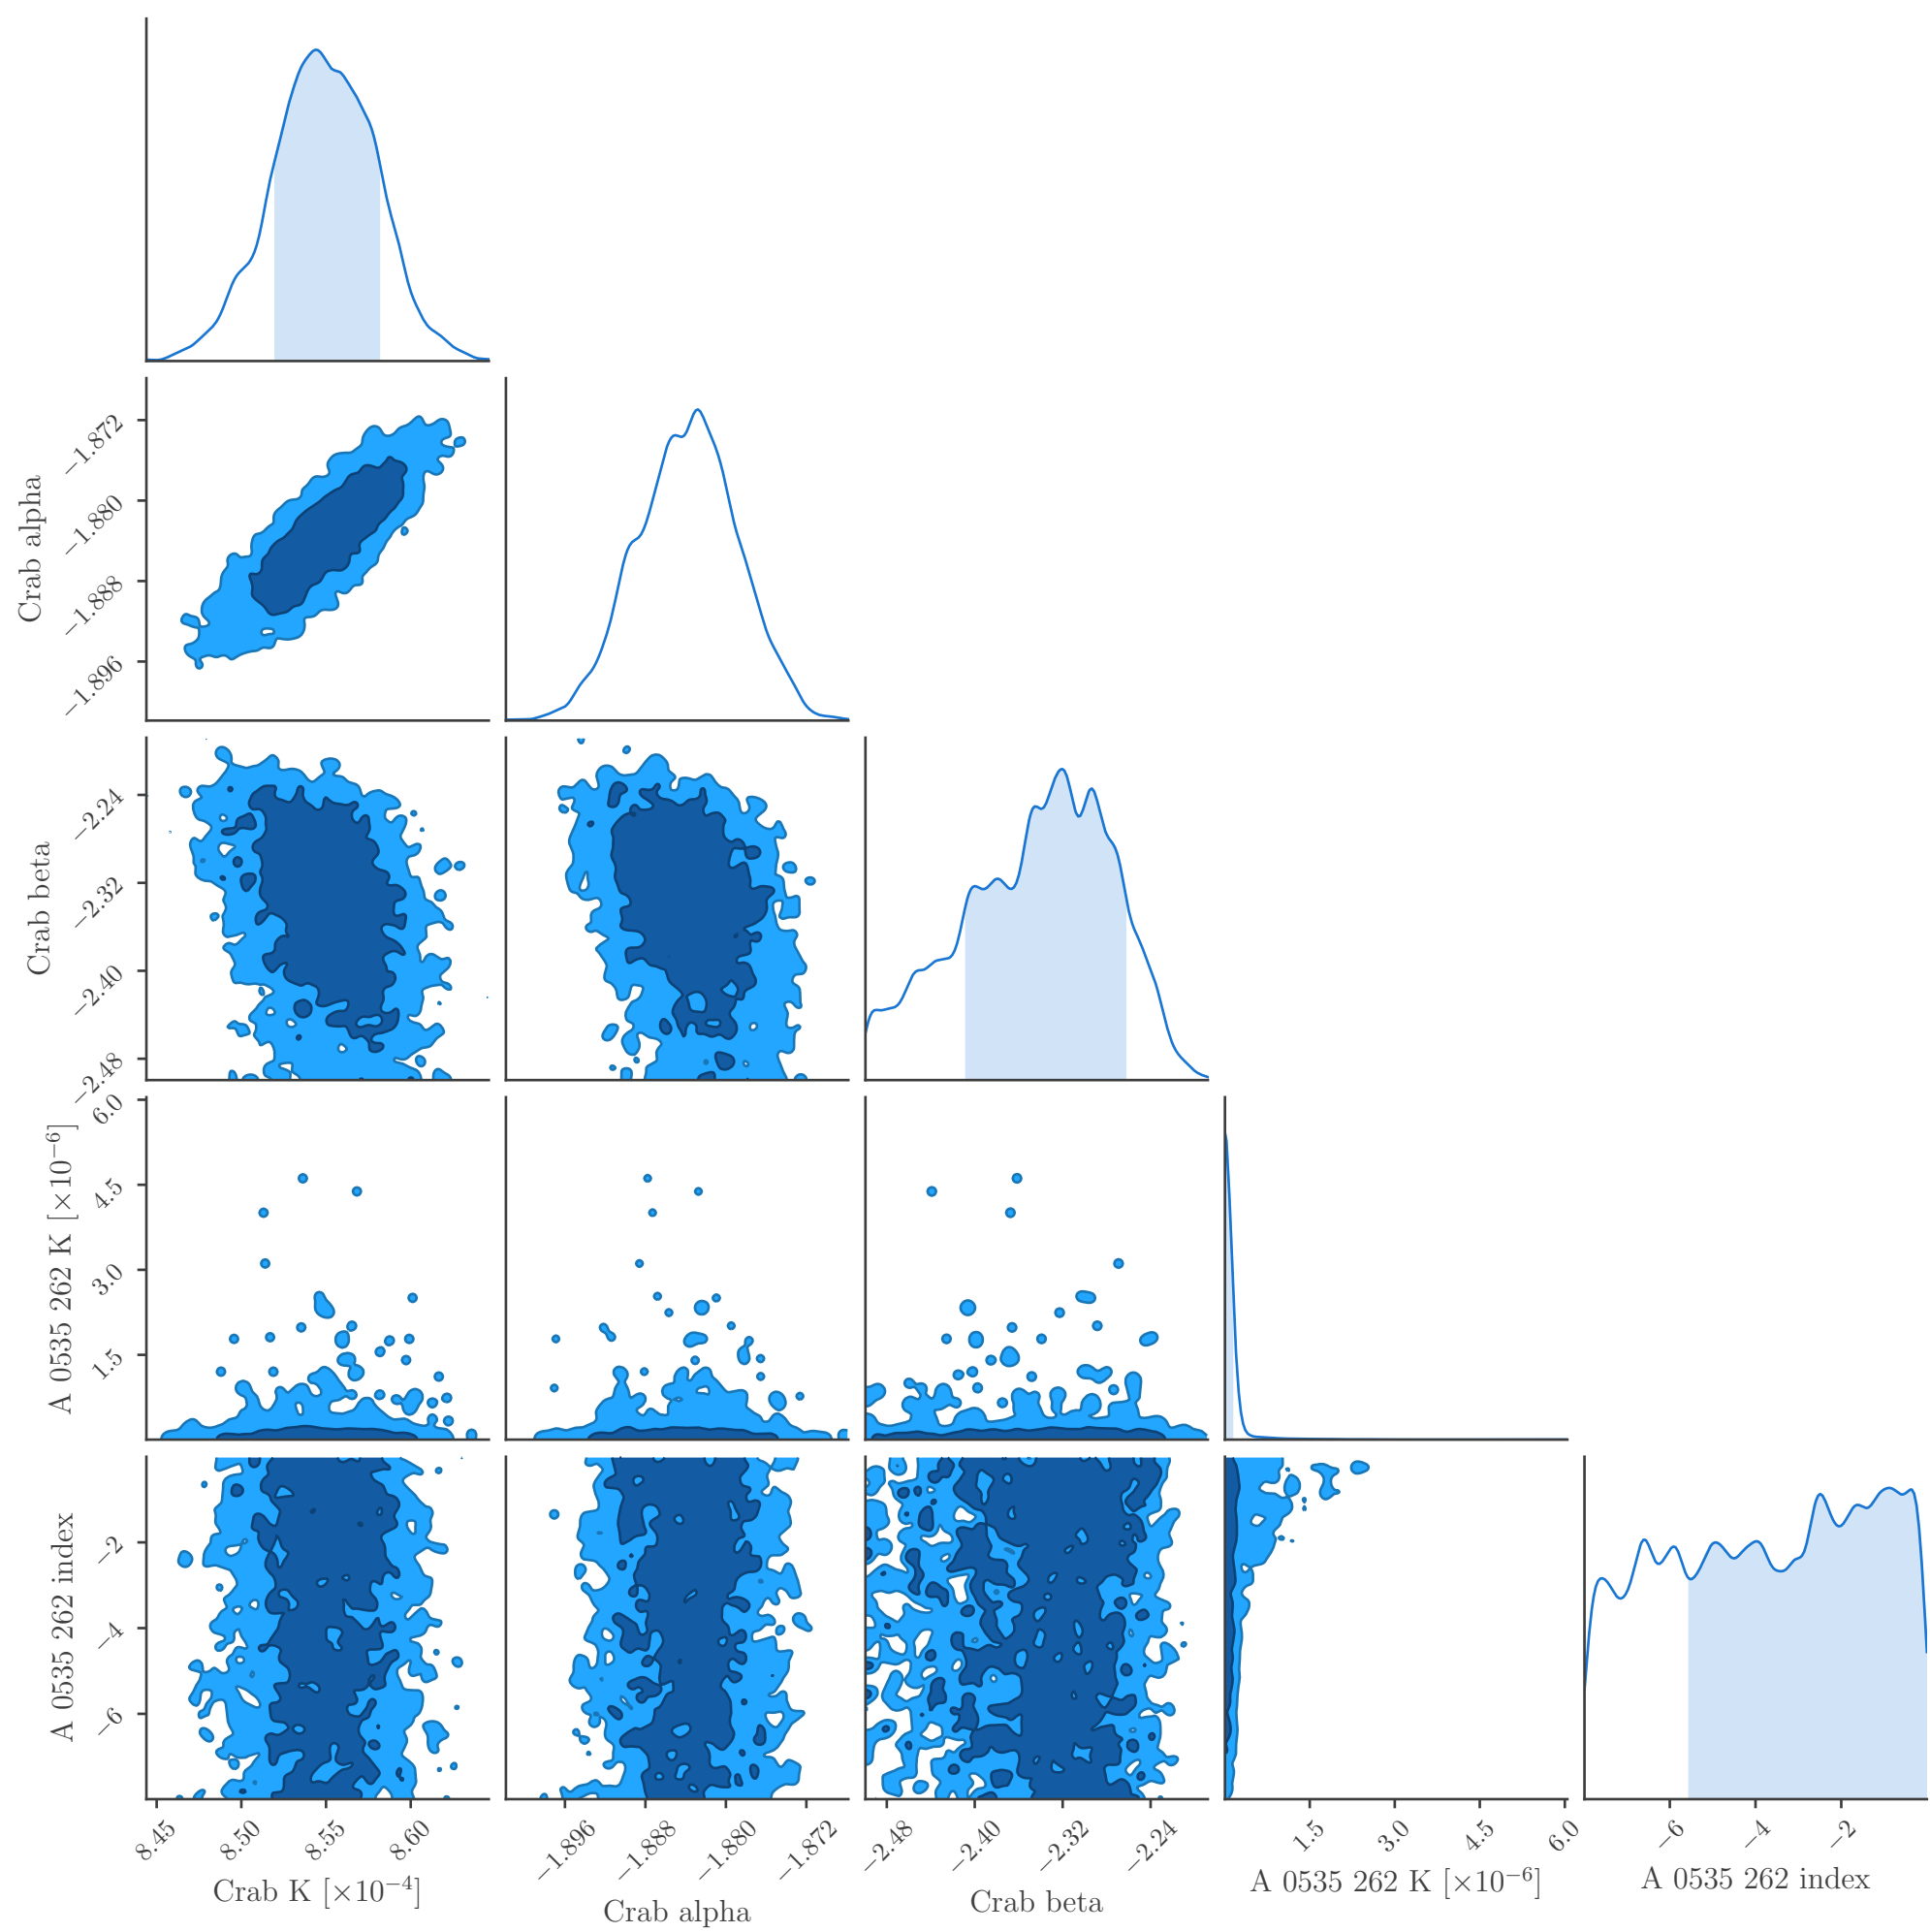 −1.872
−1.880
−1.888
−1.896
Crab alpha
−2.24
−2.32
−2.40
−2.48
Crab beta
6.0
4.5
3.0
1.5
A 0535 262 K [×10−6]
−2
−4
−6
A 0535 262 index
8.45 8.50 8.55 8.60
−1.896 −1.888 −1.880 −1.872
−2.48 −2.40 −2.32 −2.24
1.5 3.0 4.5 6.0
−6 −4 −2
Crab K [×10−4]
Crab alpha
Crab beta
A 0535 262 K [×10−6]
A 0535 262 index